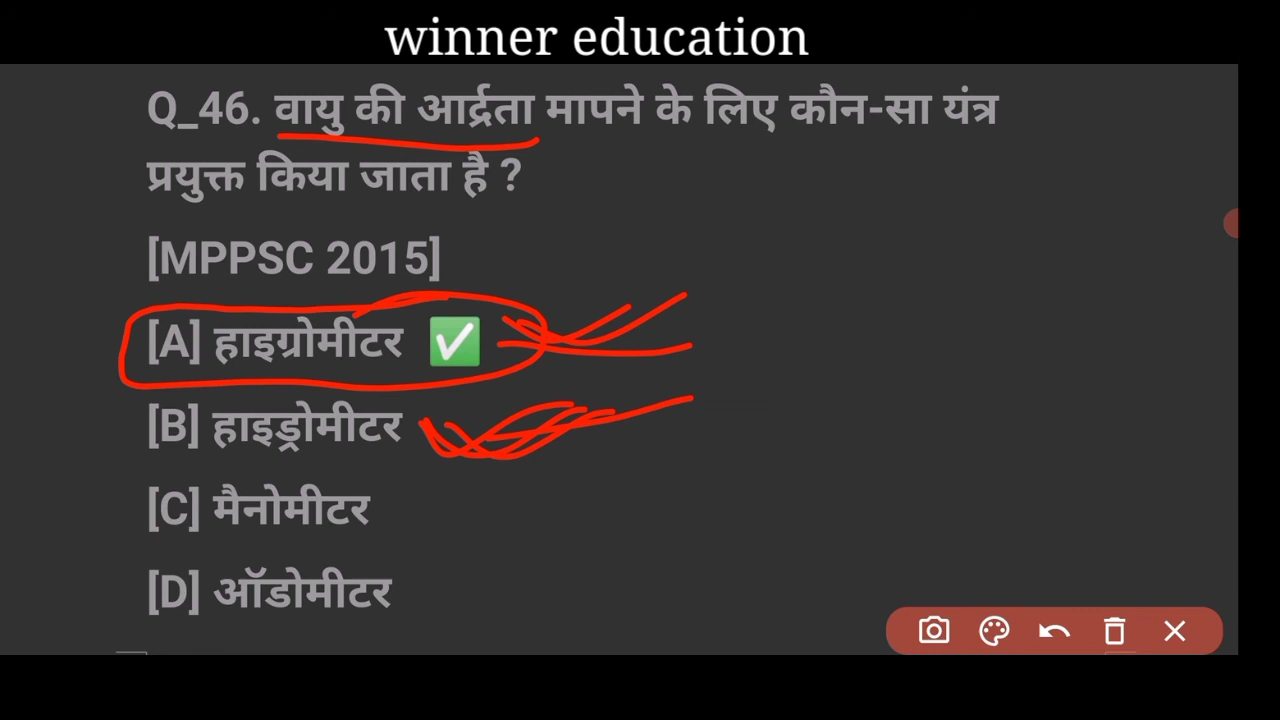 winner education
Q_46. वायु की आर्द्रता मापने के लिए कौन-सा यंत्र
प्रयुक्त किया जाता है ?
[MPPSC 2015]
[A] हाइग्रोमीटर ✅
[B] हाइड्रोमीटर
[C] मैनोमीटर
[D] ऑडोमीटर